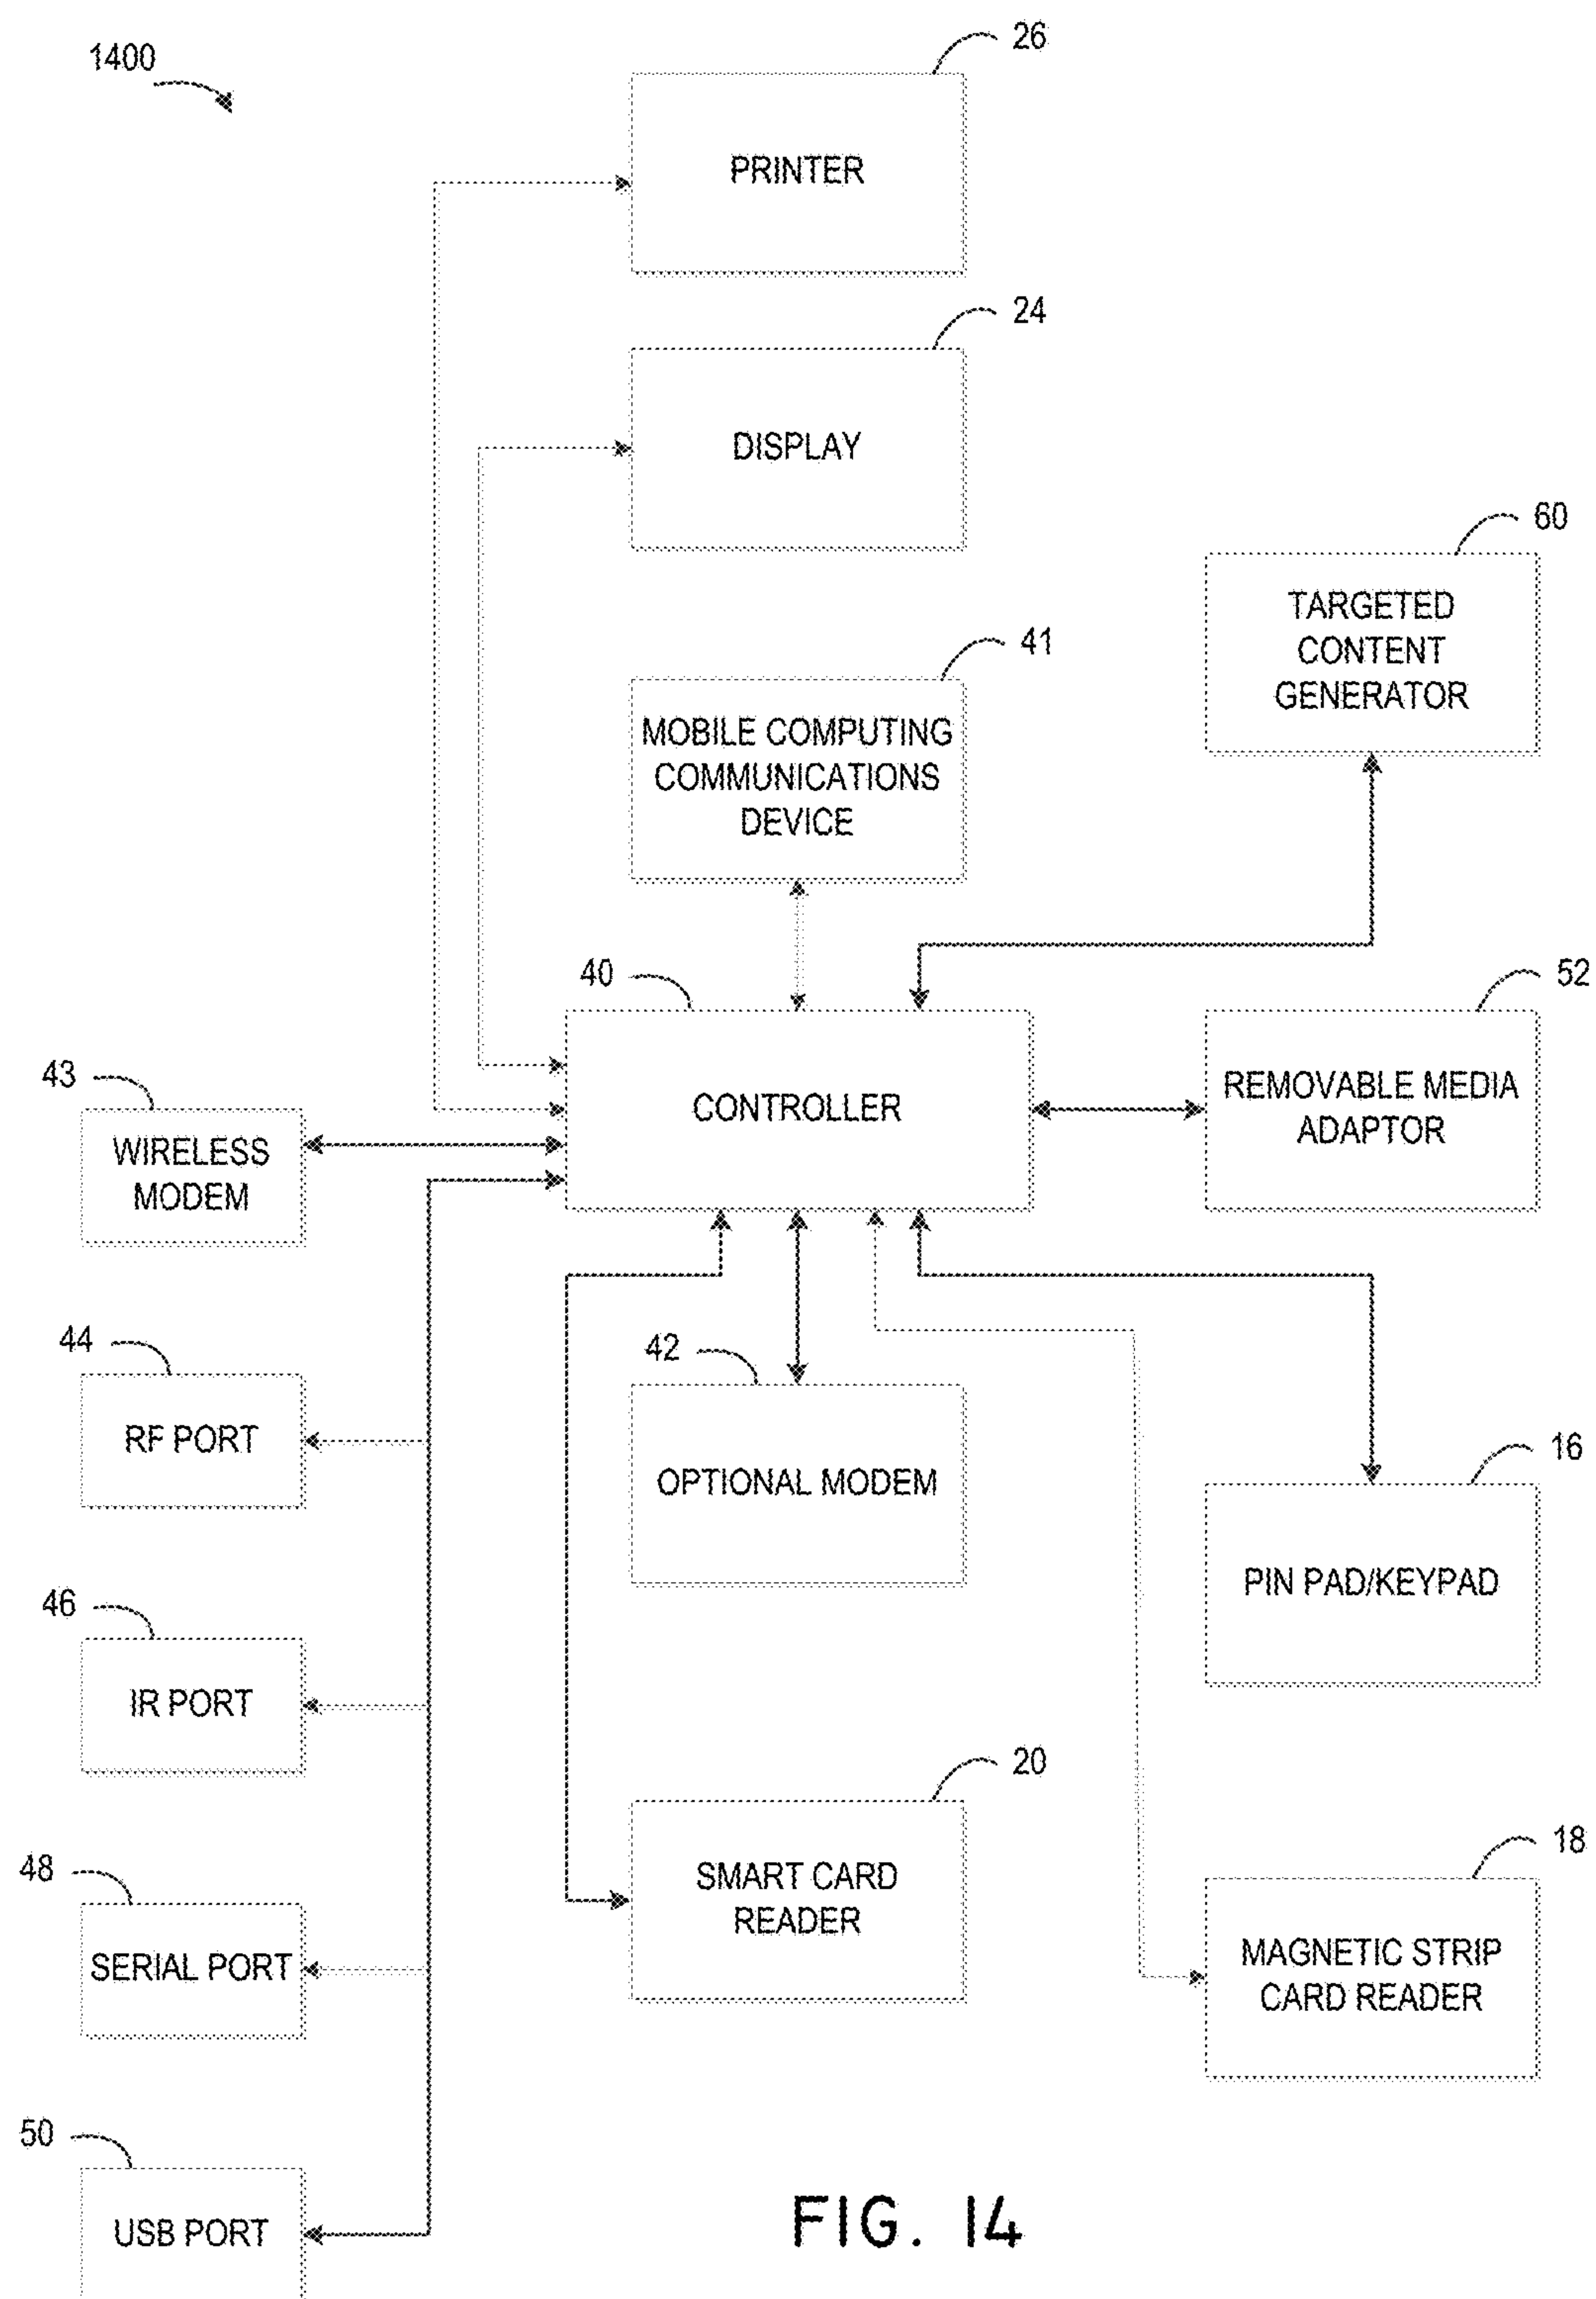 1400
26
PRINTER
24
DISPLAY
60
TARGETED
CONTENT
GENERATOR
41
MOBILE COMPUTING
COMMUNICATIONS
DEVICE
40
CONTROLLER
52
REMOVABLE MEDIA
ADAPTOR
43
WIRELESS
MODEM
44
RF PORT
42
OPTIONAL MODEM
16
PIN PAD/KEYPAD
46
IR PORT
20
SMART CARD
READER
18
MAGNETIC STRIP
CARD READER
48
SERIAL PORT
50
USB PORT
FIG. 14